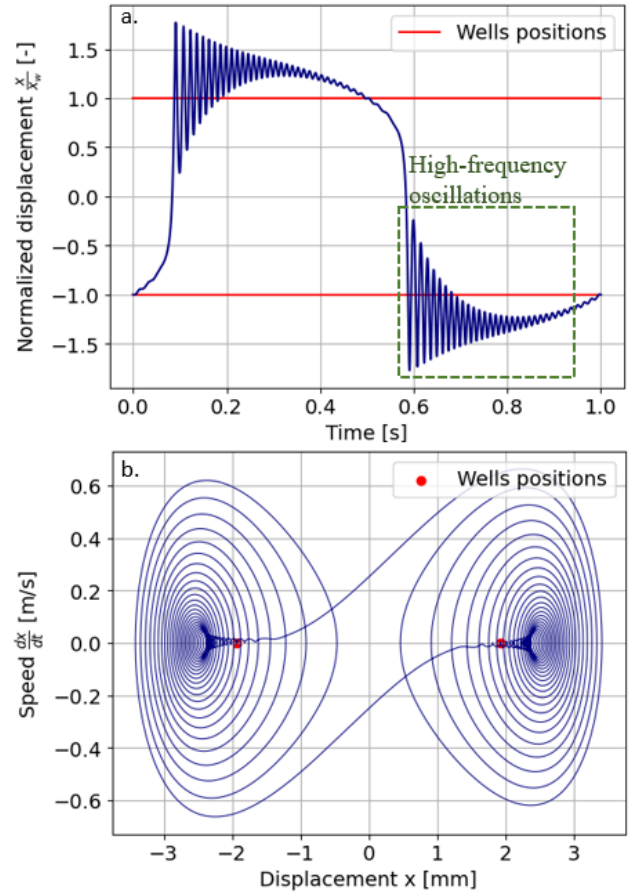 a.
Wells positions
High-frequency
oscillations
Normalized displacement x/x_w [-]
1.5
1.0
0.5
0.0
−0.5
−1.0
−1.5
0.0 0.2 0.4 0.6 0.8 1.0
Time [s]
b.
Wells positions
Speed dx/dt [m/s]
0.6
0.4
0.2
0.0
−0.2
−0.4
−0.6
−3 −2 −1 0 1 2 3
Displacement x [mm]